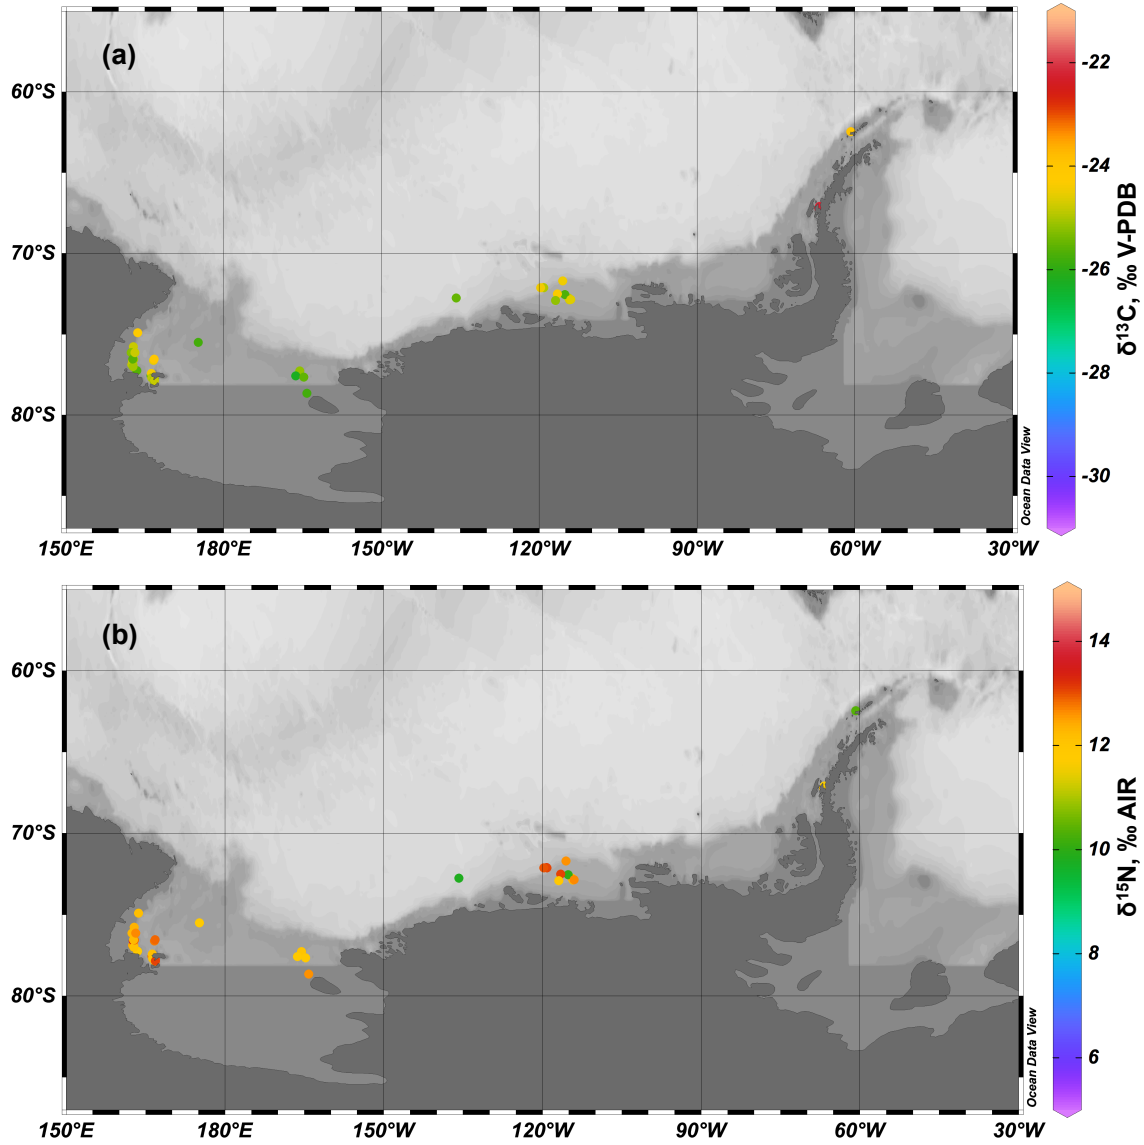 (a)
60°S
70°S
80°S
150°E 180°E 150°W 120°W 90°W 60°W 30°W
Ocean Data View
-22
-24
-26
-28
-30
δ¹³C, ‰ V-PDB
(b)
60°S
70°S
80°S
150°E 180°E 150°W 120°W 90°W 60°W 30°W
Ocean Data View
14
12
10
8
6
δ¹⁵N, ‰ AIR